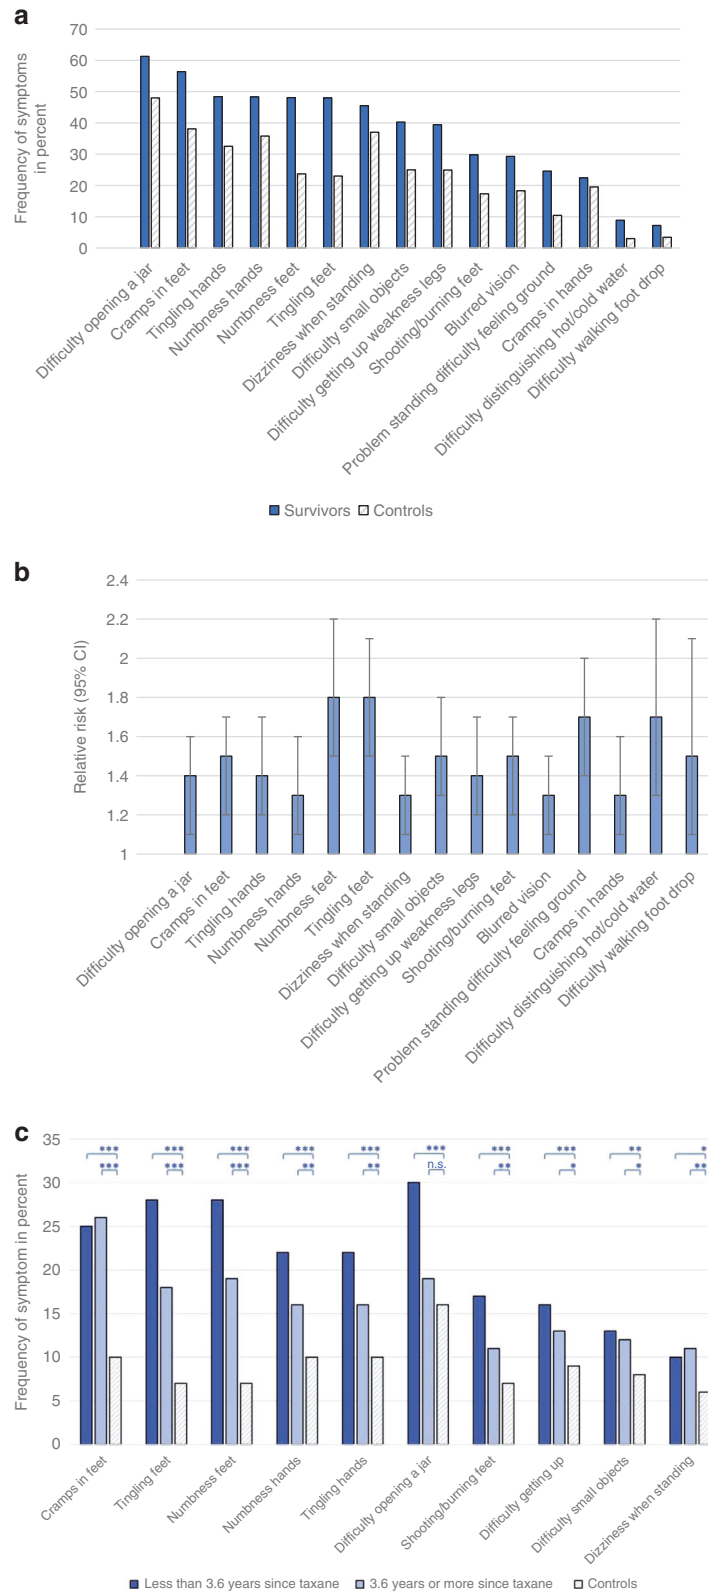 a
Frequency of symptoms
in percent
70
60
50
40
30
20
10
0
Difficulty opening a jar
Cramps in feet
Tingling hands
Numbness hands
Numbness feet
Tingling feet
Dizziness when standing
Difficulty small objects
Difficulty getting up weakness legs
Shooting/burning feet
Blurred vision
Problem standing difficulty feeling ground
Cramps in hands
Difficulty distinguishing hot/cold water
Difficulty walking foot drop
Survivors Controls
b
Relative risk (95% CI)
2.4
2.2
2
1.8
1.6
1.4
1.2
1
Difficulty opening a jar
Cramps in feet
Tingling hands
Numbness hands
Numbness feet
Tingling feet
Dizziness when standing
Difficulty small objects
Difficulty getting up weakness legs
Shooting/burning feet
Blurred vision
Problem standing difficulty feeling ground
Cramps in hands
Difficulty distinguishing hot/cold water
Difficulty walking foot drop
c
Frequency of symptom in percent
35
30
25
20
15
10
5
0
*** *** *** *** *** *** *** *** ** *
*** *** *** ** ** n.s. ** * * **
Cramps in feet
Tingling feet
Numbness feet
Numbness hands
Tingling hands
Difficulty opening a jar
Shooting/burning feet
Difficulty getting up
Difficulty small objects
Dizziness when standing
Less than 3.6 years since taxane 3.6 years or more since taxane Controls